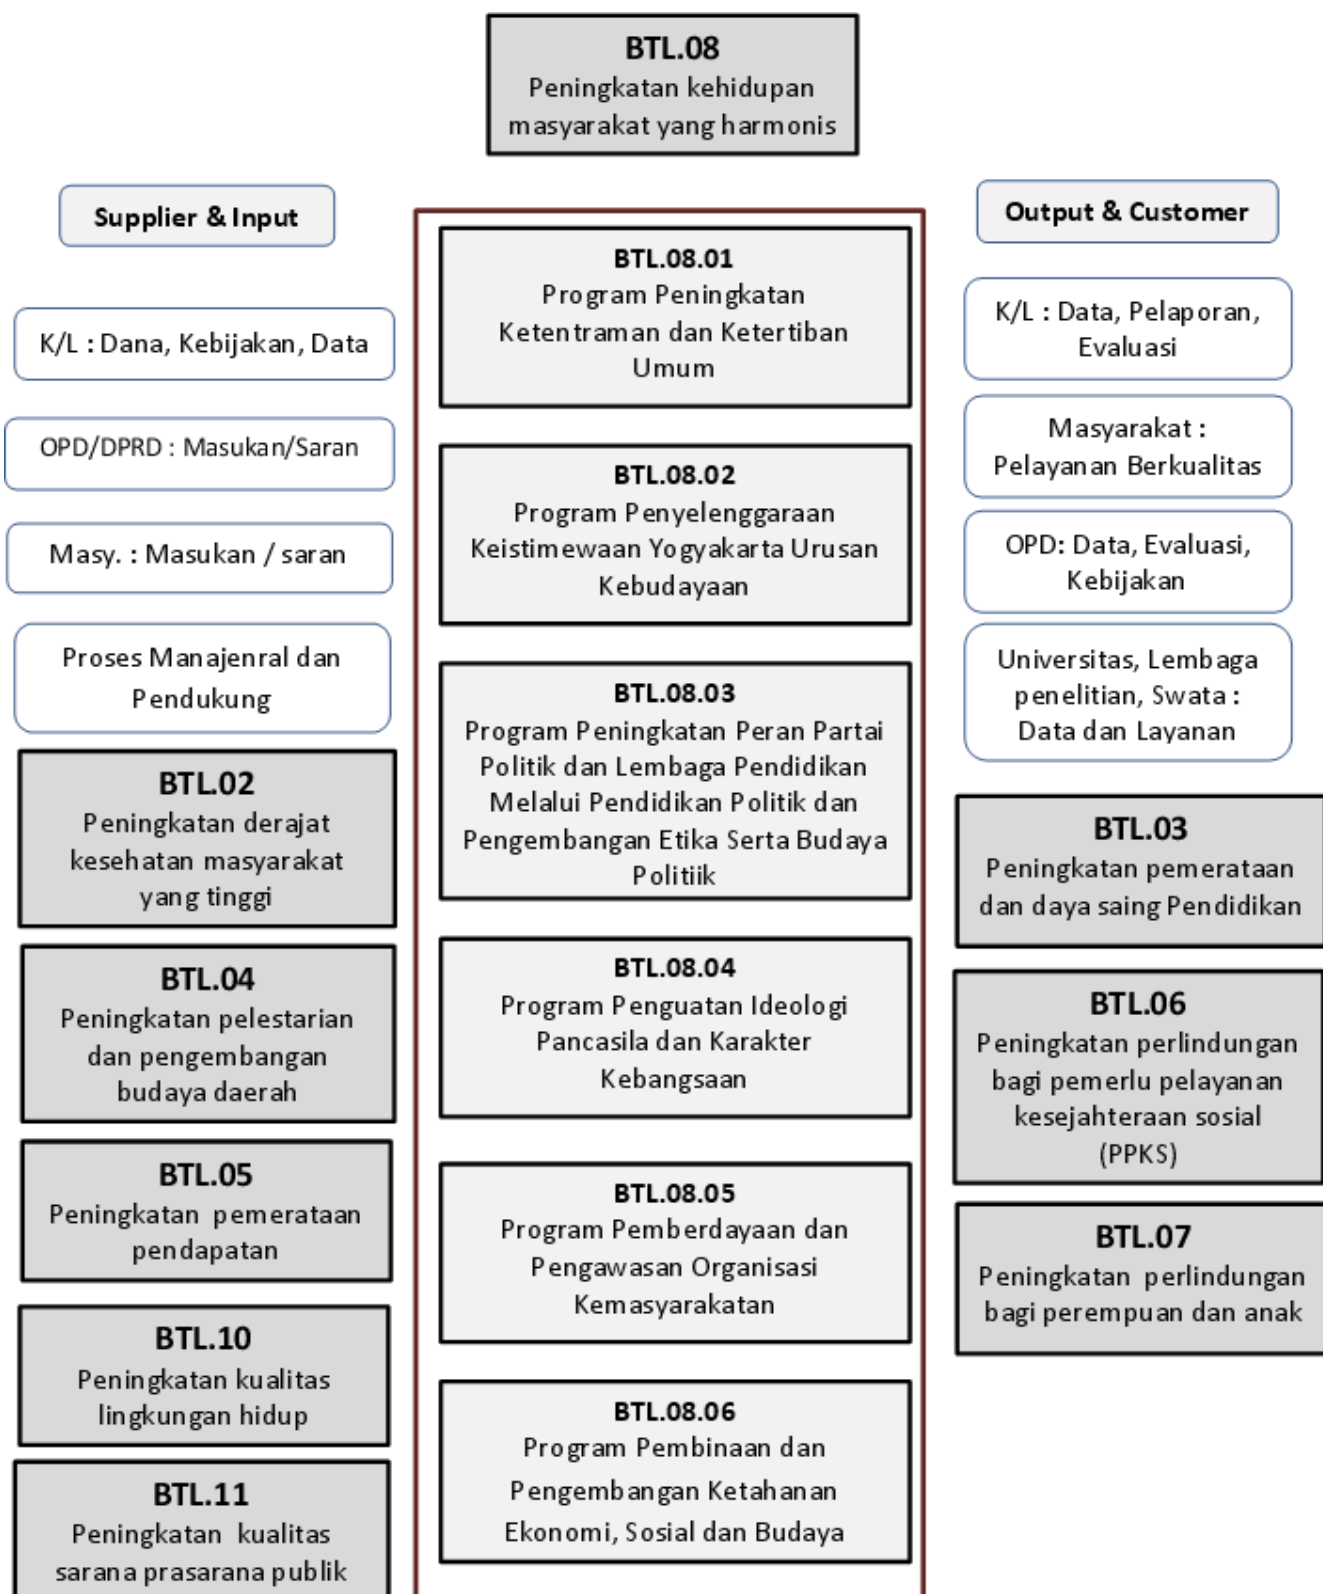 BTL.08
Peningkatan kehidupan
masyarakat yang harmonis
Supplier & Input
K/L : Dana, Kebijakan, Data
OPD/DPRD : Masukan/Saran
Masy. : Masukan / saran
Proses Manajenral dan
Pendukung
BTL.02
Peningkatan derajat
kesehatan masyarakat
yang tinggi
BTL.04
Peningkatan pelestarian
dan pengembangan
budaya daerah
BTL.05
Peningkatan pemerataan
pendapatan
BTL.10
Peningkatan kualitas
lingkungan hidup
BTL.11
Peningkatan kualitas
sarana prasarana publik
BTL.08.01
Program Peningkatan
Ketentraman dan Ketertiban
Umum
BTL.08.02
Program Penyelenggaraan
Keistimewaan Yogyakarta Urusan
Kebudayaan
BTL.08.03
Program Peningkatan Peran Partai
Politik dan Lembaga Pendidikan
Melalui Pendidikan Politik dan
Pengembangan Etika Serta Budaya
Politiik
BTL.08.04
Program Penguatan Ideologi
Pancasila dan Karakter
Kebangsaan
BTL.08.05
Program Pemberdayaan dan
Pengawasan Organisasi
Kemasyarakatan
BTL.08.06
Program Pembinaan dan
Pengembangan Ketahanan
Ekonomi, Sosial dan Budaya
Output & Customer
K/L : Data, Pelaporan,
Evaluasi
Masyarakat :
Pelayanan Berkualitas
OPD: Data, Evaluasi,
Kebijakan
Universitas, Lembaga
penelitian, Swata :
Data dan Layanan
BTL.03
Peningkatan pemerataan
dan daya saing Pendidikan
BTL.06
Peningkatan perlindungan
bagi pemerlu pelayanan
kesejahteraan sosial
(PPKS)
BTL.07
Peningkatan perlindungan
bagi perempuan dan anak